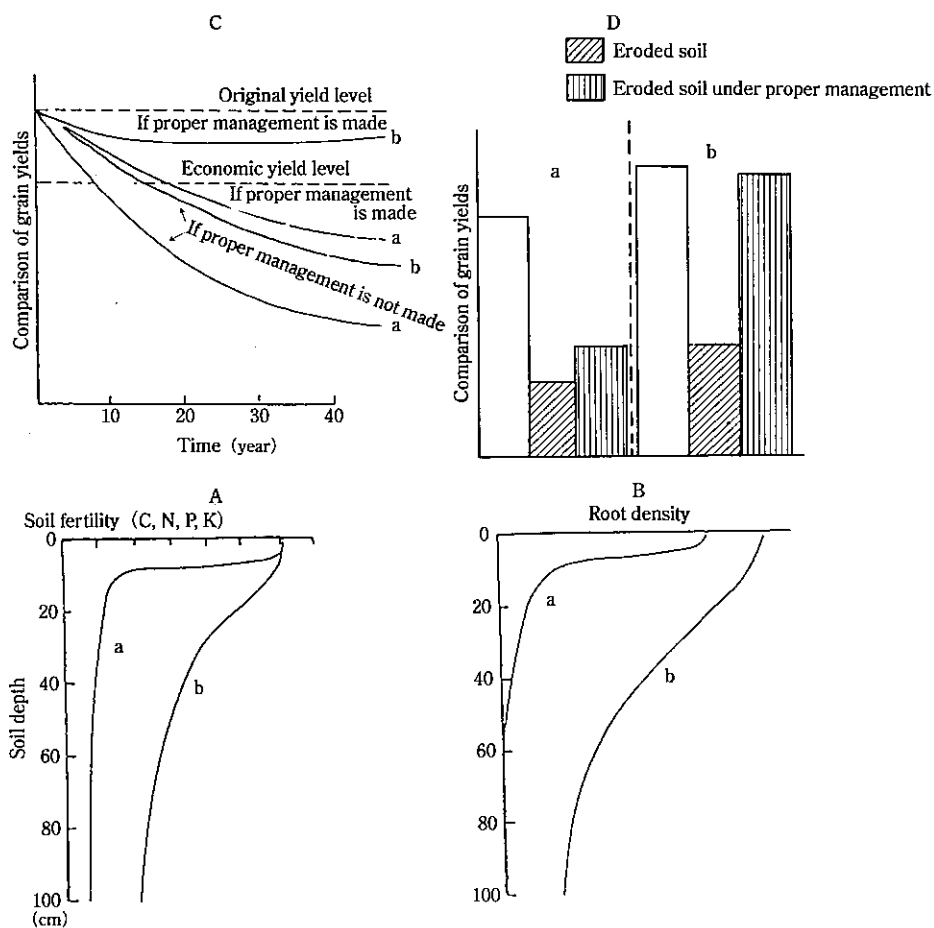 C
Original yield level
If proper management is made
b
Economic yield level
If proper management
is made
a
b
If proper management is not made
a
Comparison of grain yields
10
20
30
40
Time (year)
D
Eroded soil
Eroded soil under proper management
a
b
Comparison of grain yields
A
Soil fertility (C, N, P, K)
0
20
40
60
80
100
(cm)
Soil depth
a
b
B
Root density
0
20
40
60
80
100
a
b